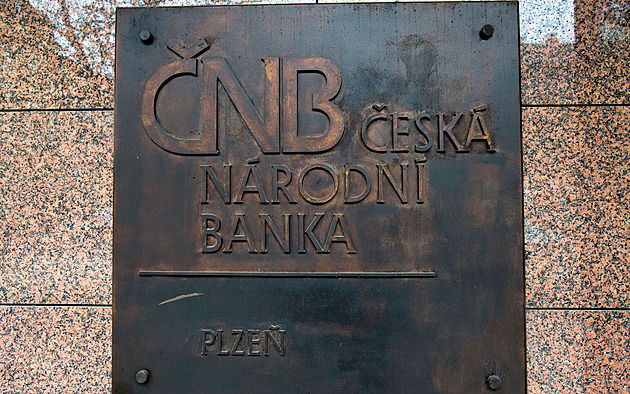 ČNB ČESKÁ
NÁRODNÍ
BANKA
PLZEŇ